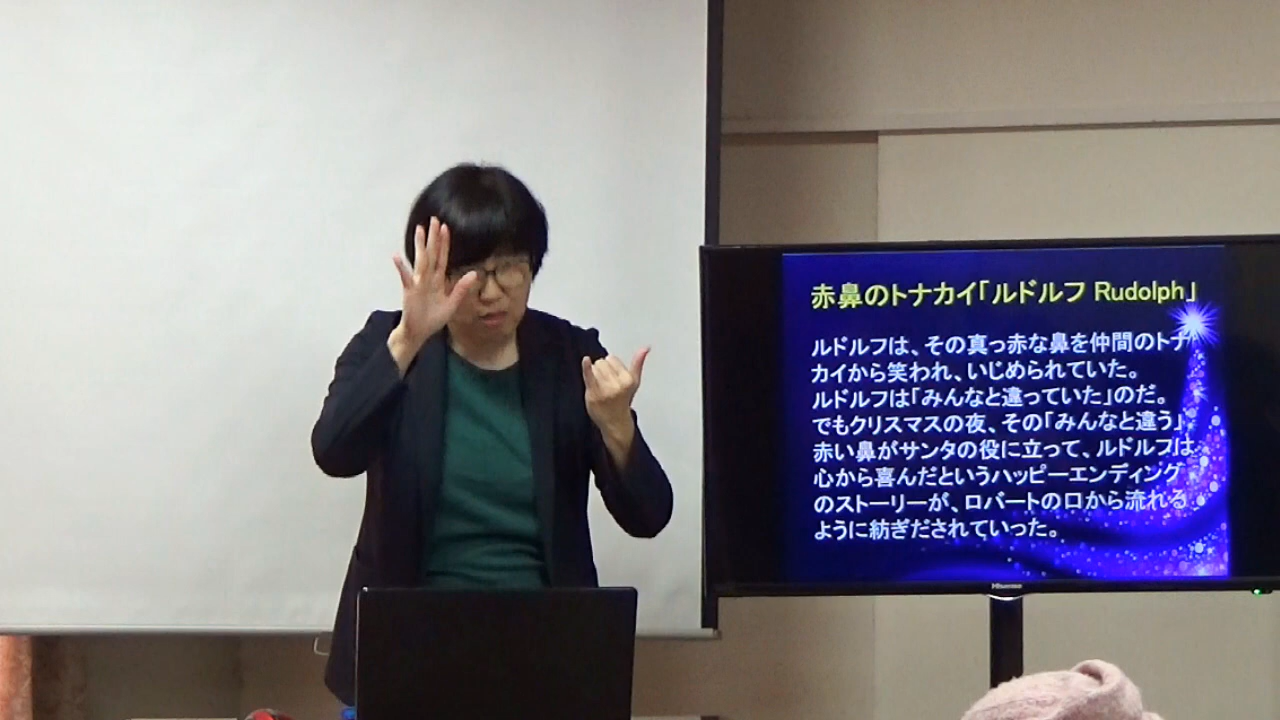 赤鼻のトナカイ「ルドルフ Rudolph」
ルドルフは、その真っ赤な鼻を仲間のトナ
カイから笑われ、いじめられていた。
ルドルフは「みんなと違っていた」のだ。
でもクリスマスの夜、その「みんなと違う」
赤い鼻がサンタの役に立って、ルドルフは
心から喜んだというハッピーエンディング
のストーリーが、ロバートの口から流れる
ように紡ぎだされていった。
Hisense